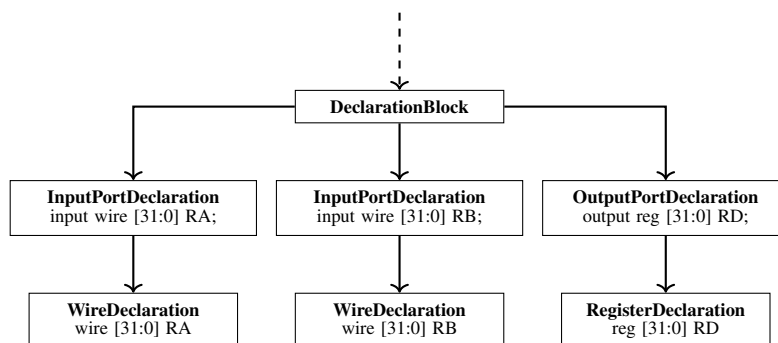 DeclarationBlock
InputPortDeclaration
input wire [31:0] RA;
InputPortDeclaration
input wire [31:0] RB;
OutputPortDeclaration
output reg [31:0] RD;
WireDeclaration
wire [31:0] RA
WireDeclaration
wire [31:0] RB
RegisterDeclaration
reg [31:0] RD